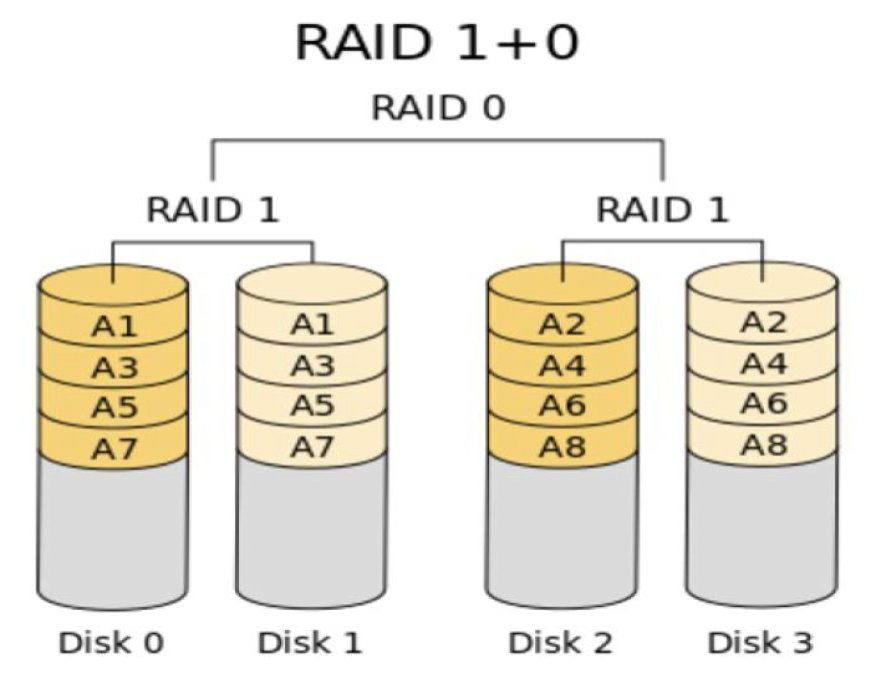 RAID 1+0
RAID 0
RAID 1 RAID 1
A1 A1 A2 A2
A3 A3 A4 A4
A5 A5 A6 A6
A7 A7 A8 A8
Disk 0 Disk 1 Disk 2 Disk 3